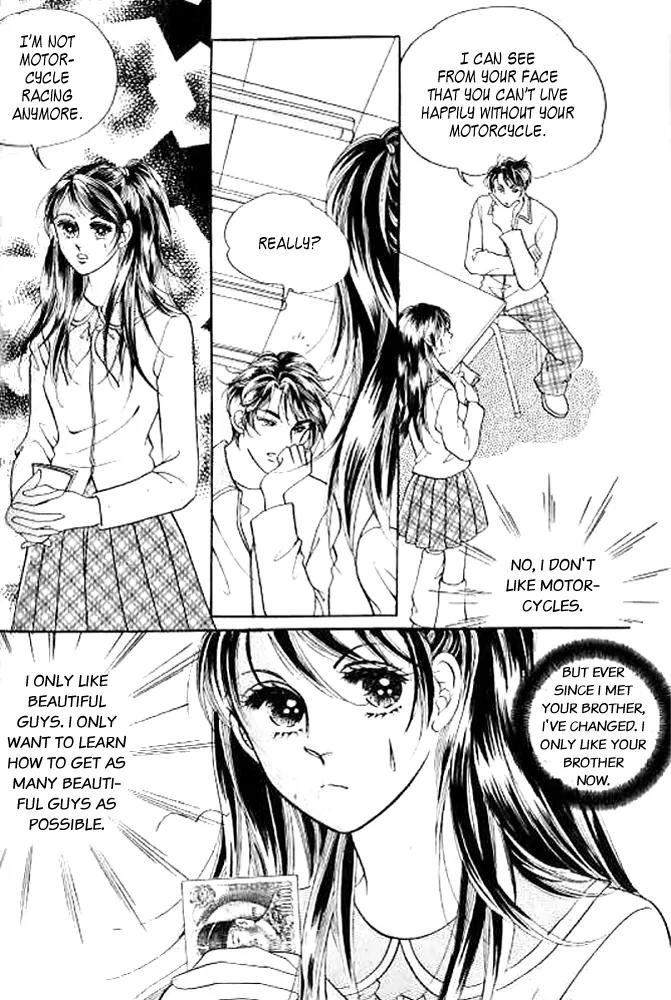 I'M NOT
MOTOR-
CYCLE
RACING
ANYMORE.
REALLY?
I CAN SEE
FROM YOUR FACE
THAT YOU CAN'T LIVE
HAPPILY WITHOUT YOUR
MOTORCYCLE.
NO, I DON'T
LIKE MOTOR-
CYCLES.
I ONLY LIKE
BEAUTIFUL
GUYS. I ONLY
WANT TO LEARN
HOW TO GET AS
MANY BEAUTI-
FUL GUYS AS
POSSIBLE.
BUT EVER
SINCE I MET
YOUR BROTHER,
I'VE CHANGED. I
ONLY LIKE YOUR
BROTHER
NOW.